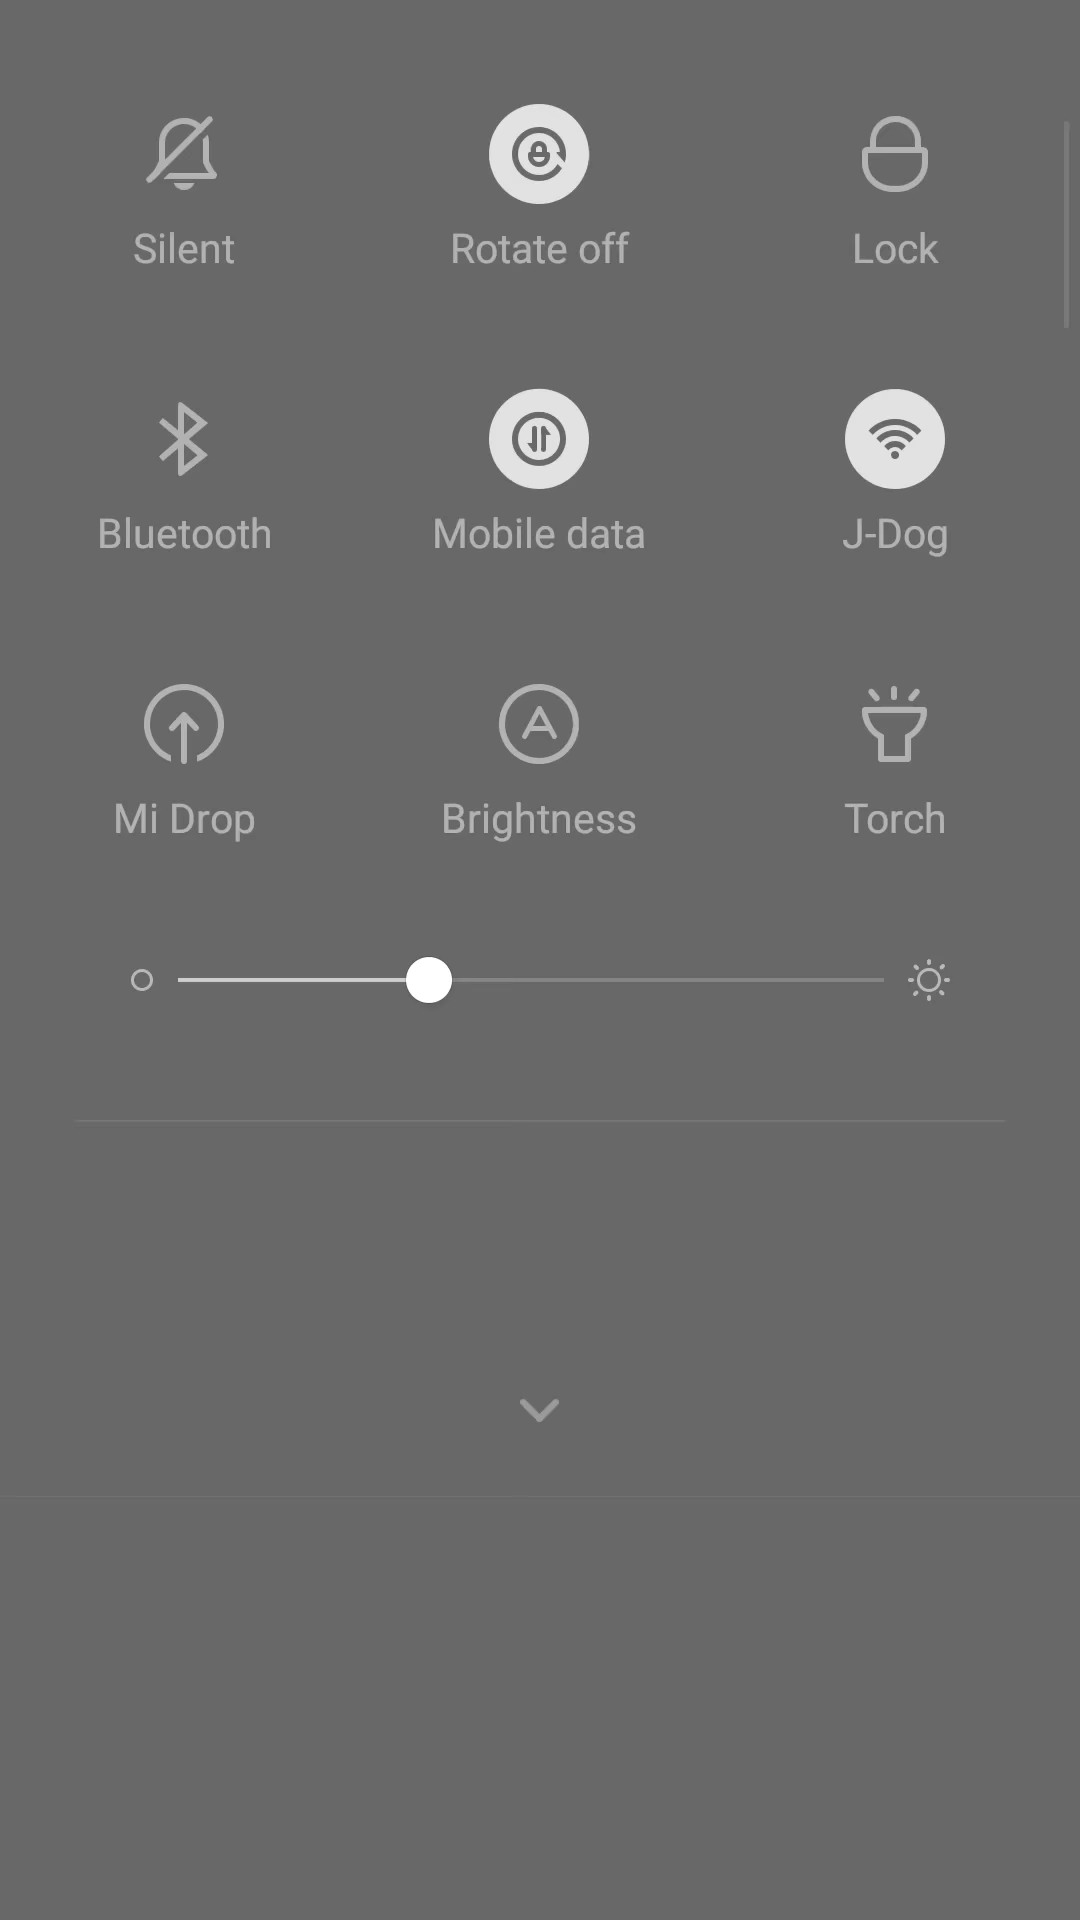 Silent
Rotate off
Lock
Bluetooth
Mobile data
J-Dog
Mi Drop
Brightness
Torch